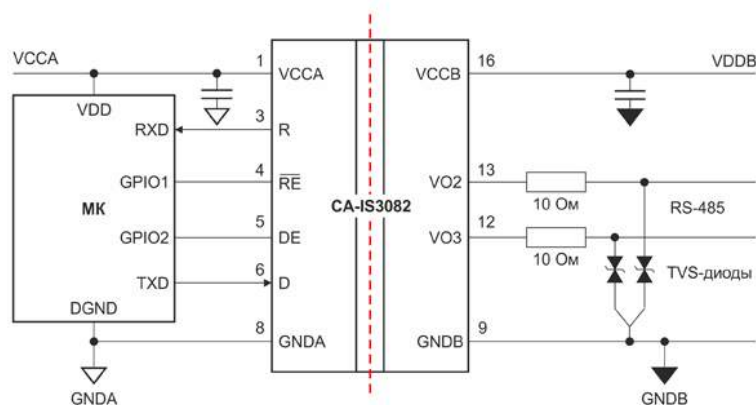 VCCA
1
VCCA
VCCB
16
VDDB
VDD
RXD
3
R
GPIO1
4
RE
VO2
13
10 Ом
RS-485
МК
CA-IS3082
GPIO2
5
DE
VO3
12
10 Ом
TVS-диоды
TXD
6
D
DGND
8
GNDA
GNDB
9
GNDA
GNDB